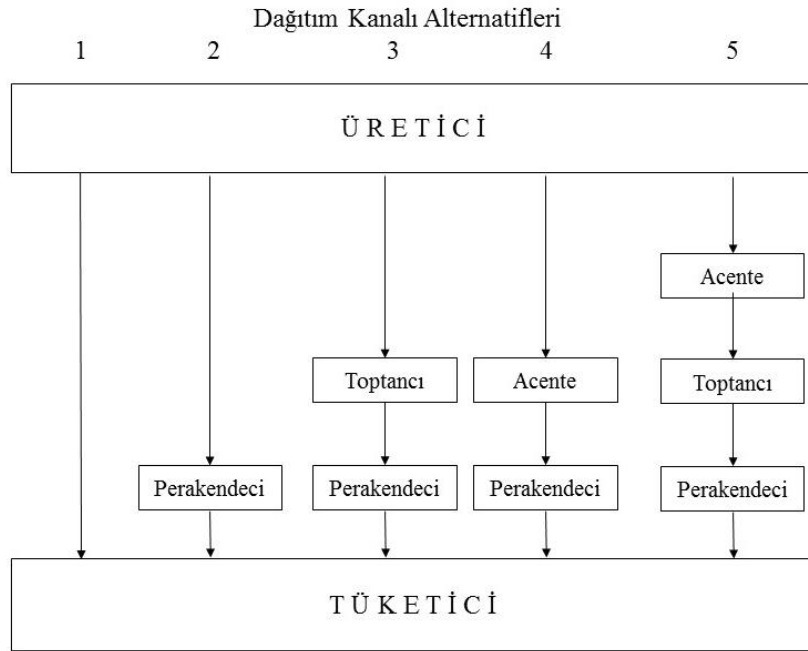 Dağıtım Kanalı Alternatifleri
1 2 3 4 5
Ü R E T İ C İ
Acente
Toptancı Acente Toptancı
Perakendeci Perakendeci Perakendeci Perakendeci
T Ü K E T İ C İ